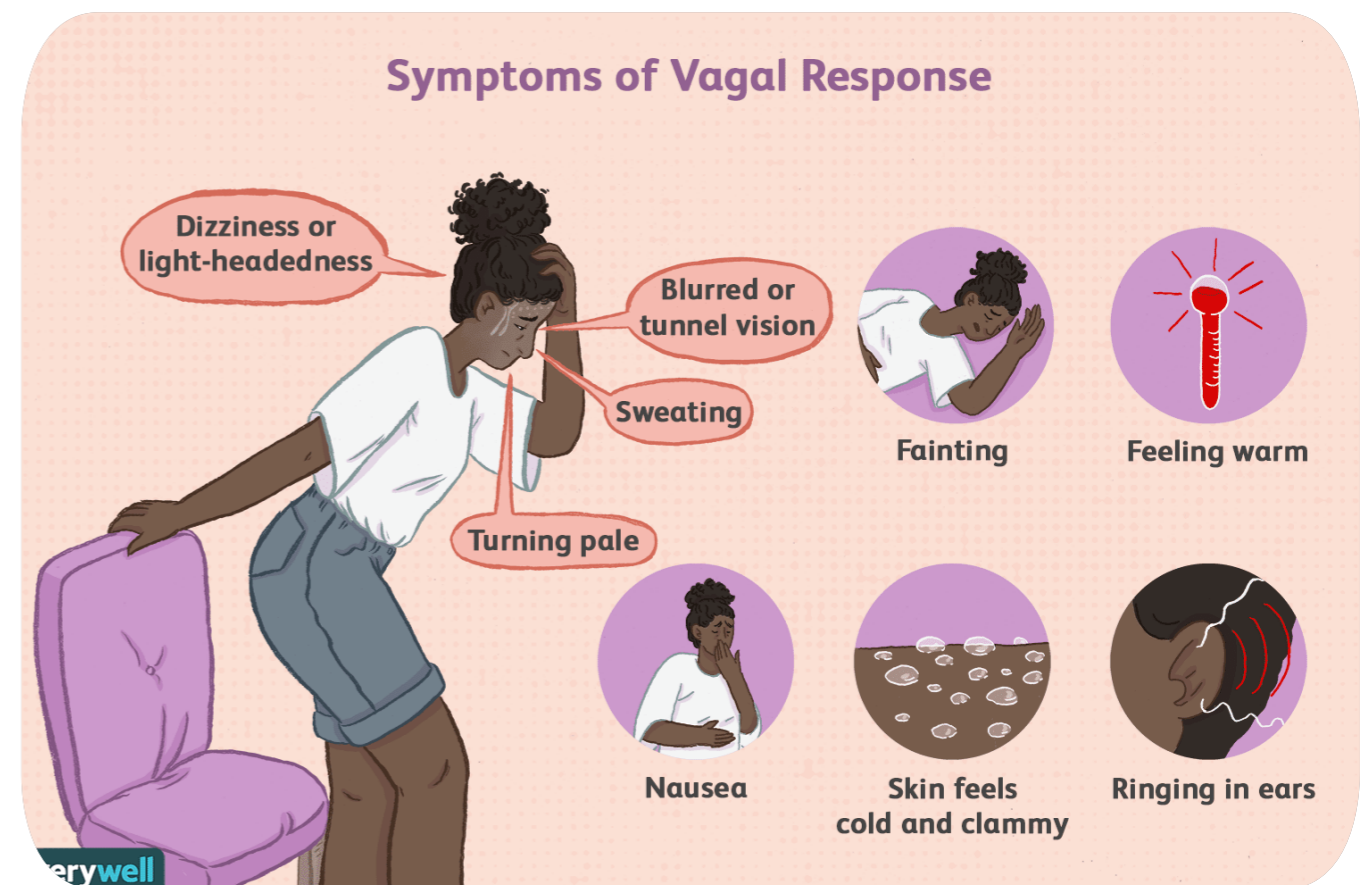 Symptoms of Vagal Response
Dizziness or
light-headedness
Blurred or
tunnel vision
Sweating
Turning pale
Fainting
Feeling warm
Nausea
Skin feels
cold and clammy
Ringing in ears
erywell